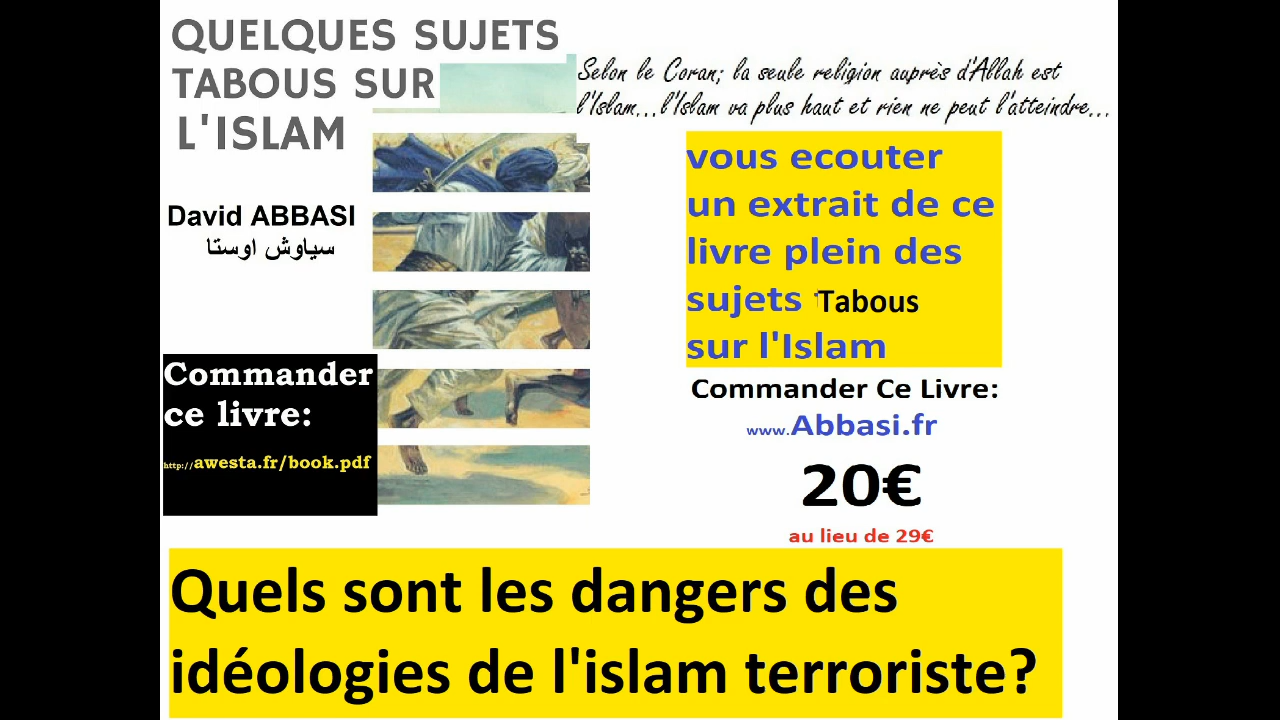 QUELQUES SUJETS
TABOUS SUR
L'ISLAM
Selon le Coran; la seule religion auprès d'Allah est
l'Islam...l'Islam va plus haut et rien ne peut l'atteindre...
David ABBASI
سیاوش اوستا
vous ecouter
un extrait de ce
livre plein des
sujets Tabous
sur l'Islam
Commander
ce livre:
http://awesta.fr/book.pdf
Commander Ce Livre:
www.Abbasi.fr
20€
au lieu de 29€
Quels sont les dangers des
idéologies de l'islam terroriste?